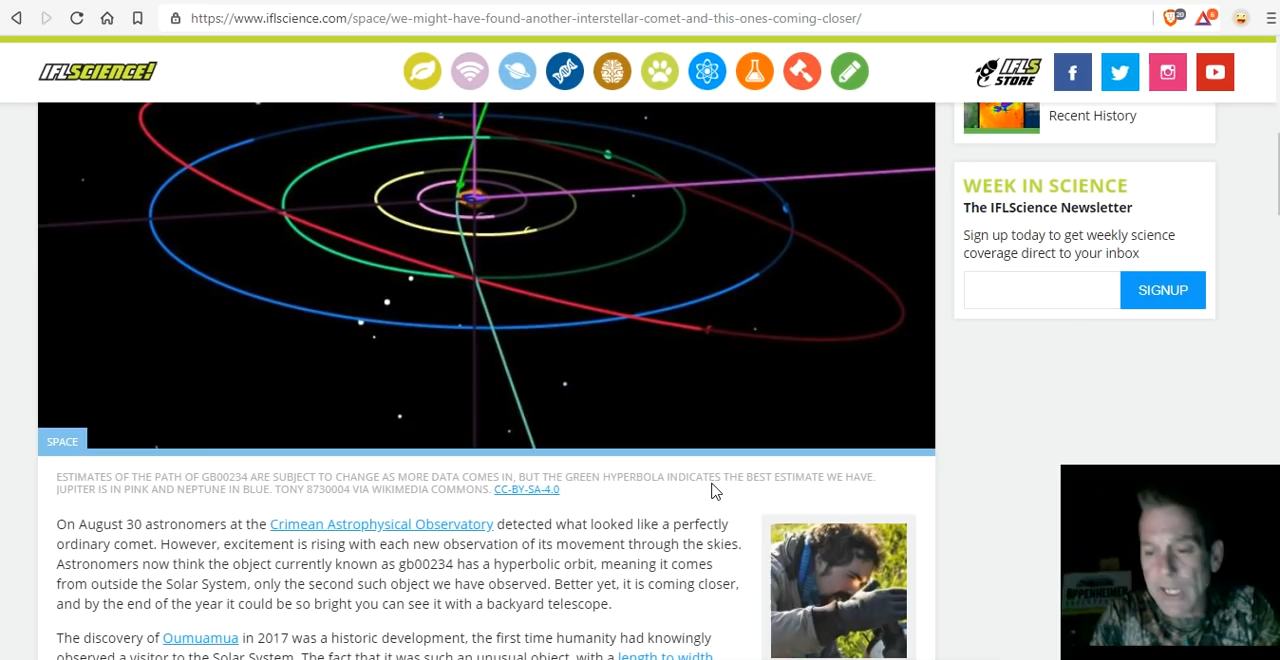 https://www.iflscience.com/space/we-might-have-found-another-interstellar-comet-and-this-ones-coming-closer/
20
6
IFLSCIENCE!
IFLS
STORE
Recent History
WEEK IN SCIENCE
The IFLScience Newsletter
Sign up today to get weekly science
coverage direct to your inbox
SIGNUP
SPACE
ESTIMATES OF THE PATH OF GB00234 ARE SUBJECT TO CHANGE AS MORE DATA COMES IN, BUT THE GREEN HYPERBOLA INDICATES THE BEST ESTIMATE WE HAVE.
JUPITER IS IN PINK AND NEPTUNE IN BLUE. TONY 8730004 VIA WIKIMEDIA COMMONS. CC-BY-SA-4.0
On August 30 astronomers at the Crimean Astrophysical Observatory detected what looked like a perfectly
ordinary comet. However, excitement is rising with each new observation of its movement through the skies.
Astronomers now think the object currently known as gb00234 has a hyperbolic orbit, meaning it comes
from outside the Solar System, only the second such object we have observed. Better yet, it is coming closer,
and by the end of the year it could be so bright you can see it with a backyard telescope.
The discovery of Oumuamua in 2017 was a historic development, the first time humanity had knowingly
observed a visitor to the Solar System. The fact that it was such an unusual object, with a length to width